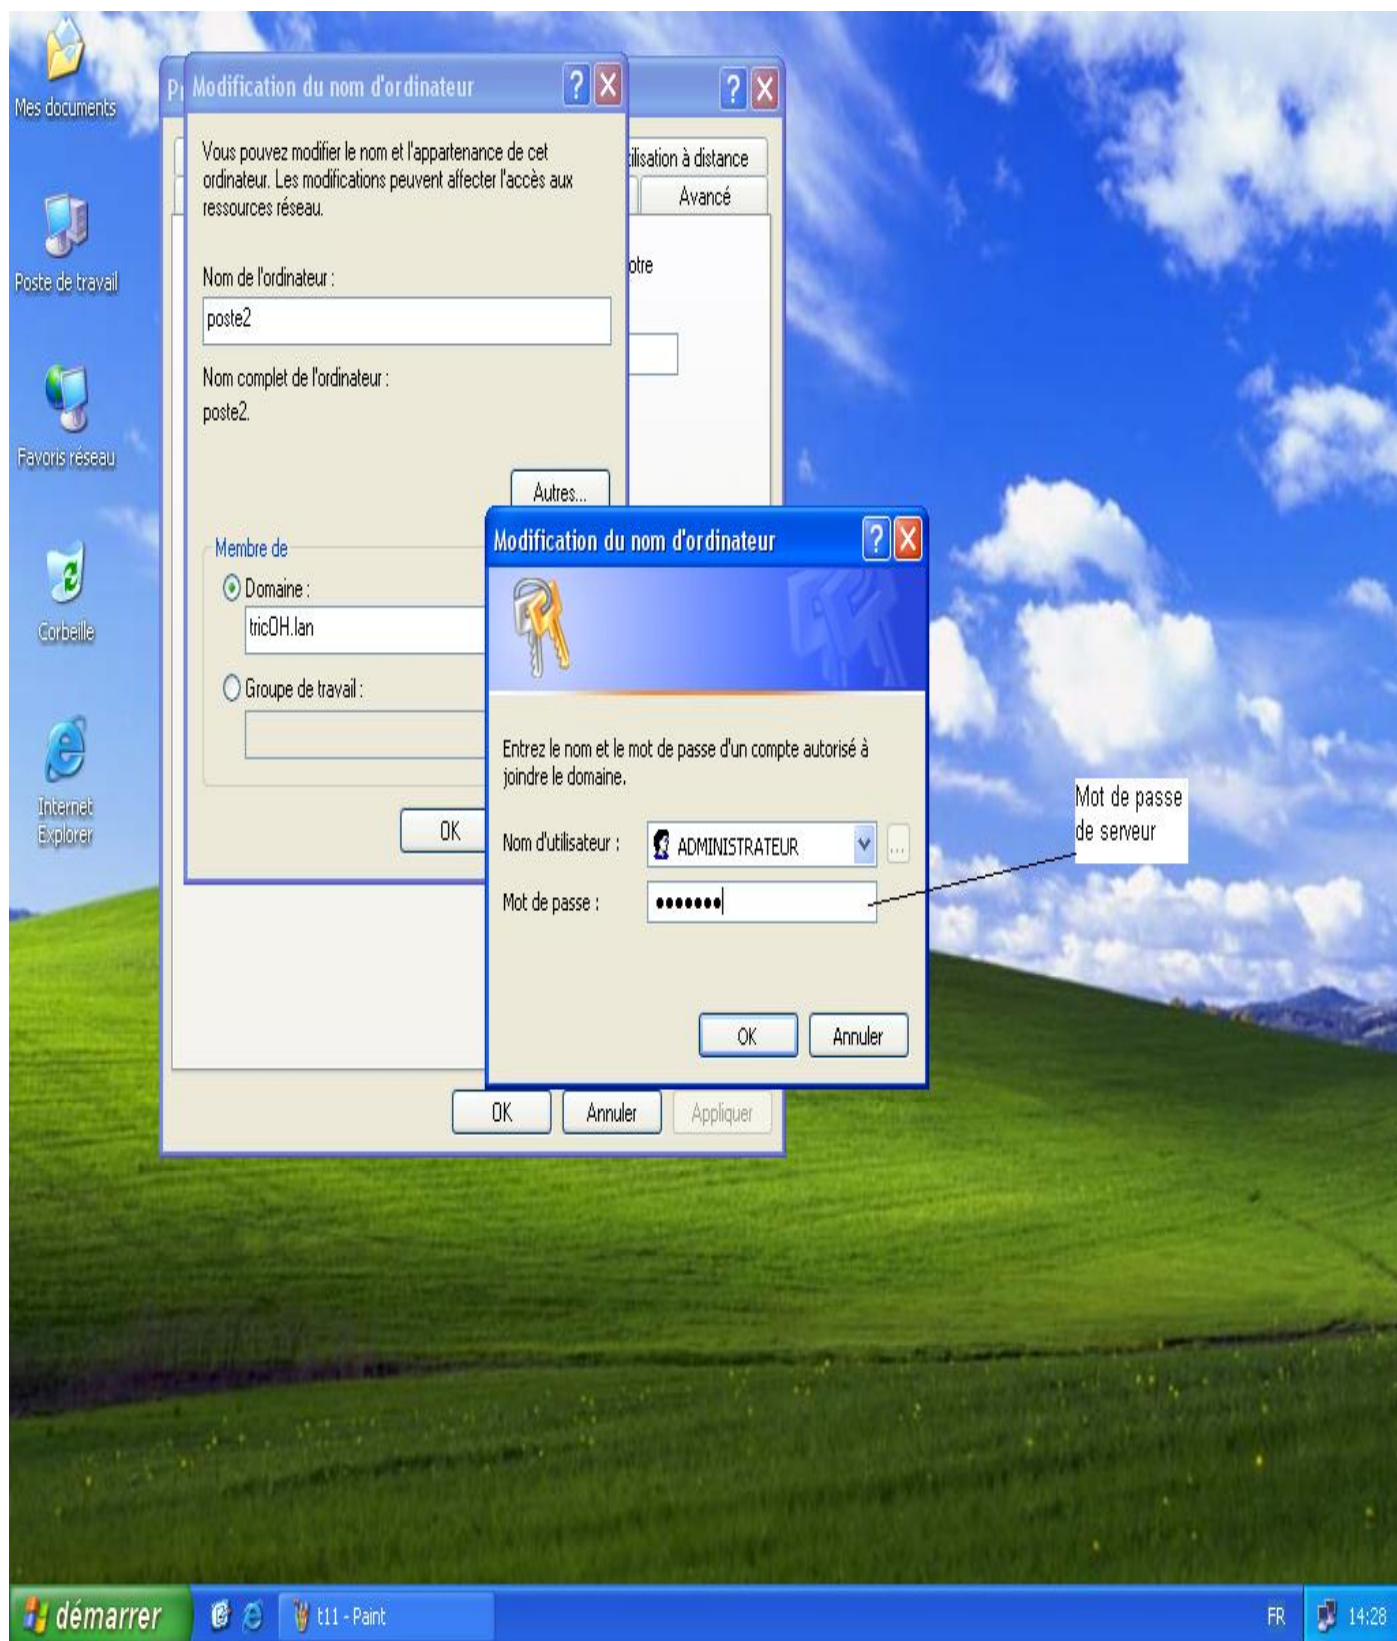 Mes documents
Poste de travail
Favoris réseau
Corbeille
Internet
Explorer
Modification du nom d'ordinateur
Vous pouvez modifier le nom et l'appartenance de cet
ordinateur. Les modifications peuvent affecter l'accès aux
ressources réseau.
Nom de l'ordinateur :
poste2
Nom complet de l'ordinateur :
poste2.
Autres...
Membre de
Domaine :
tricOH.lan
Groupe de travail :
OK
Avancé
à distance
Modification du nom d'ordinateur
Entrez le nom et le mot de passe d'un compte autorisé à
joindre le domaine.
Nom d'utilisateur :
ADMINISTRATEUR
...
Mot de passe :
OK
Annuler
OK
Annuler
Appliquer
Mot de passe
de serveur
démarrer
t11 - Paint
FR
14:28